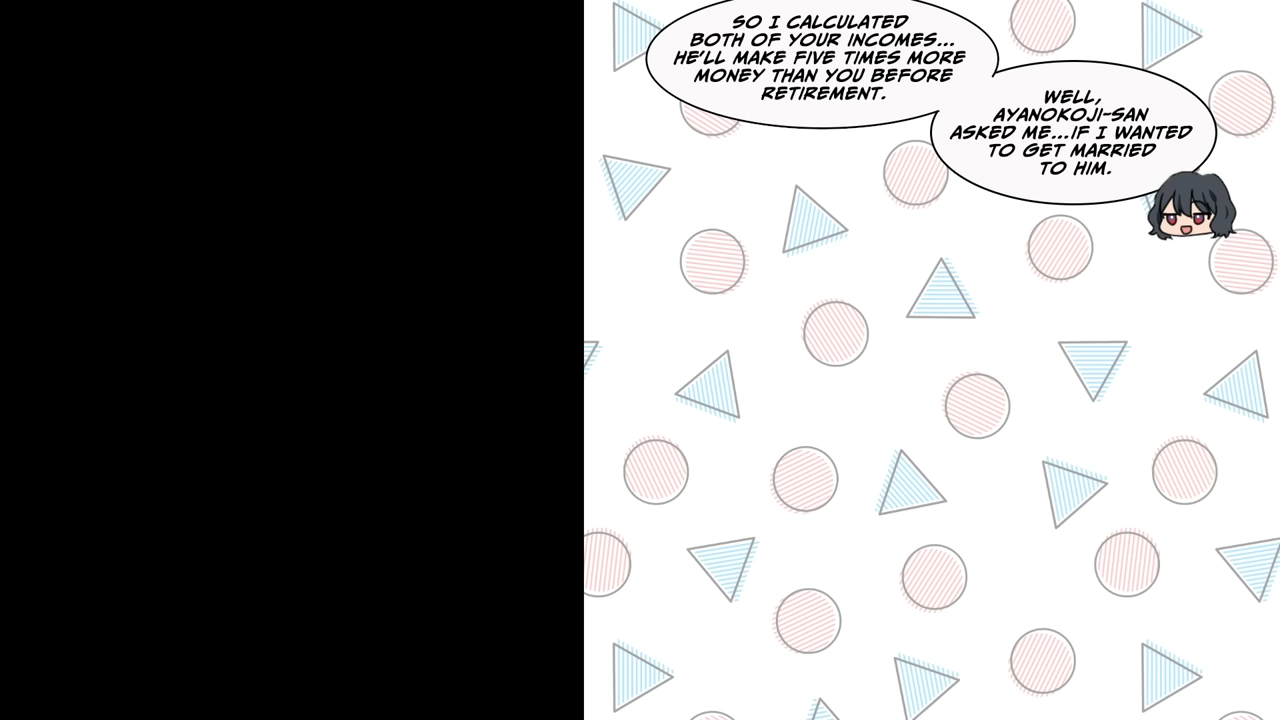 SO I CALCULATED
BOTH OF YOUR INCOMES...
HE'LL MAKE FIVE TIMES MORE
MONEY THAN YOU BEFORE
RETIREMENT.
WELL,
AYANOKOJI-SAN
ASKED ME...IF I WANTED
TO GET MARRIED
TO HIM.